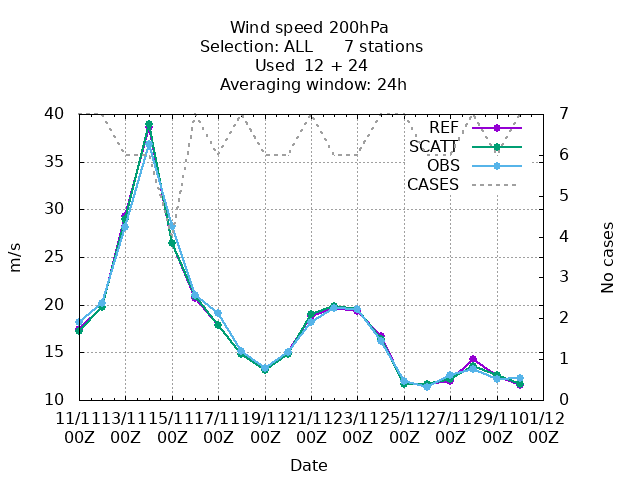 Wind speed 200hPa
Selection: ALL 7 stations
Used 12 + 24
Averaging window: 24h
REF
SCATT
OBS
CASES
40
35
30
25
20
15
10
m/s
7
6
5
4
3
2
1
0
No cases
11/11 13/11 15/11 17/11 19/11 21/11 23/11 25/11 27/11 29/11 01/12
00Z 00Z 00Z 00Z 00Z 00Z 00Z 00Z 00Z 00Z 00Z
Date